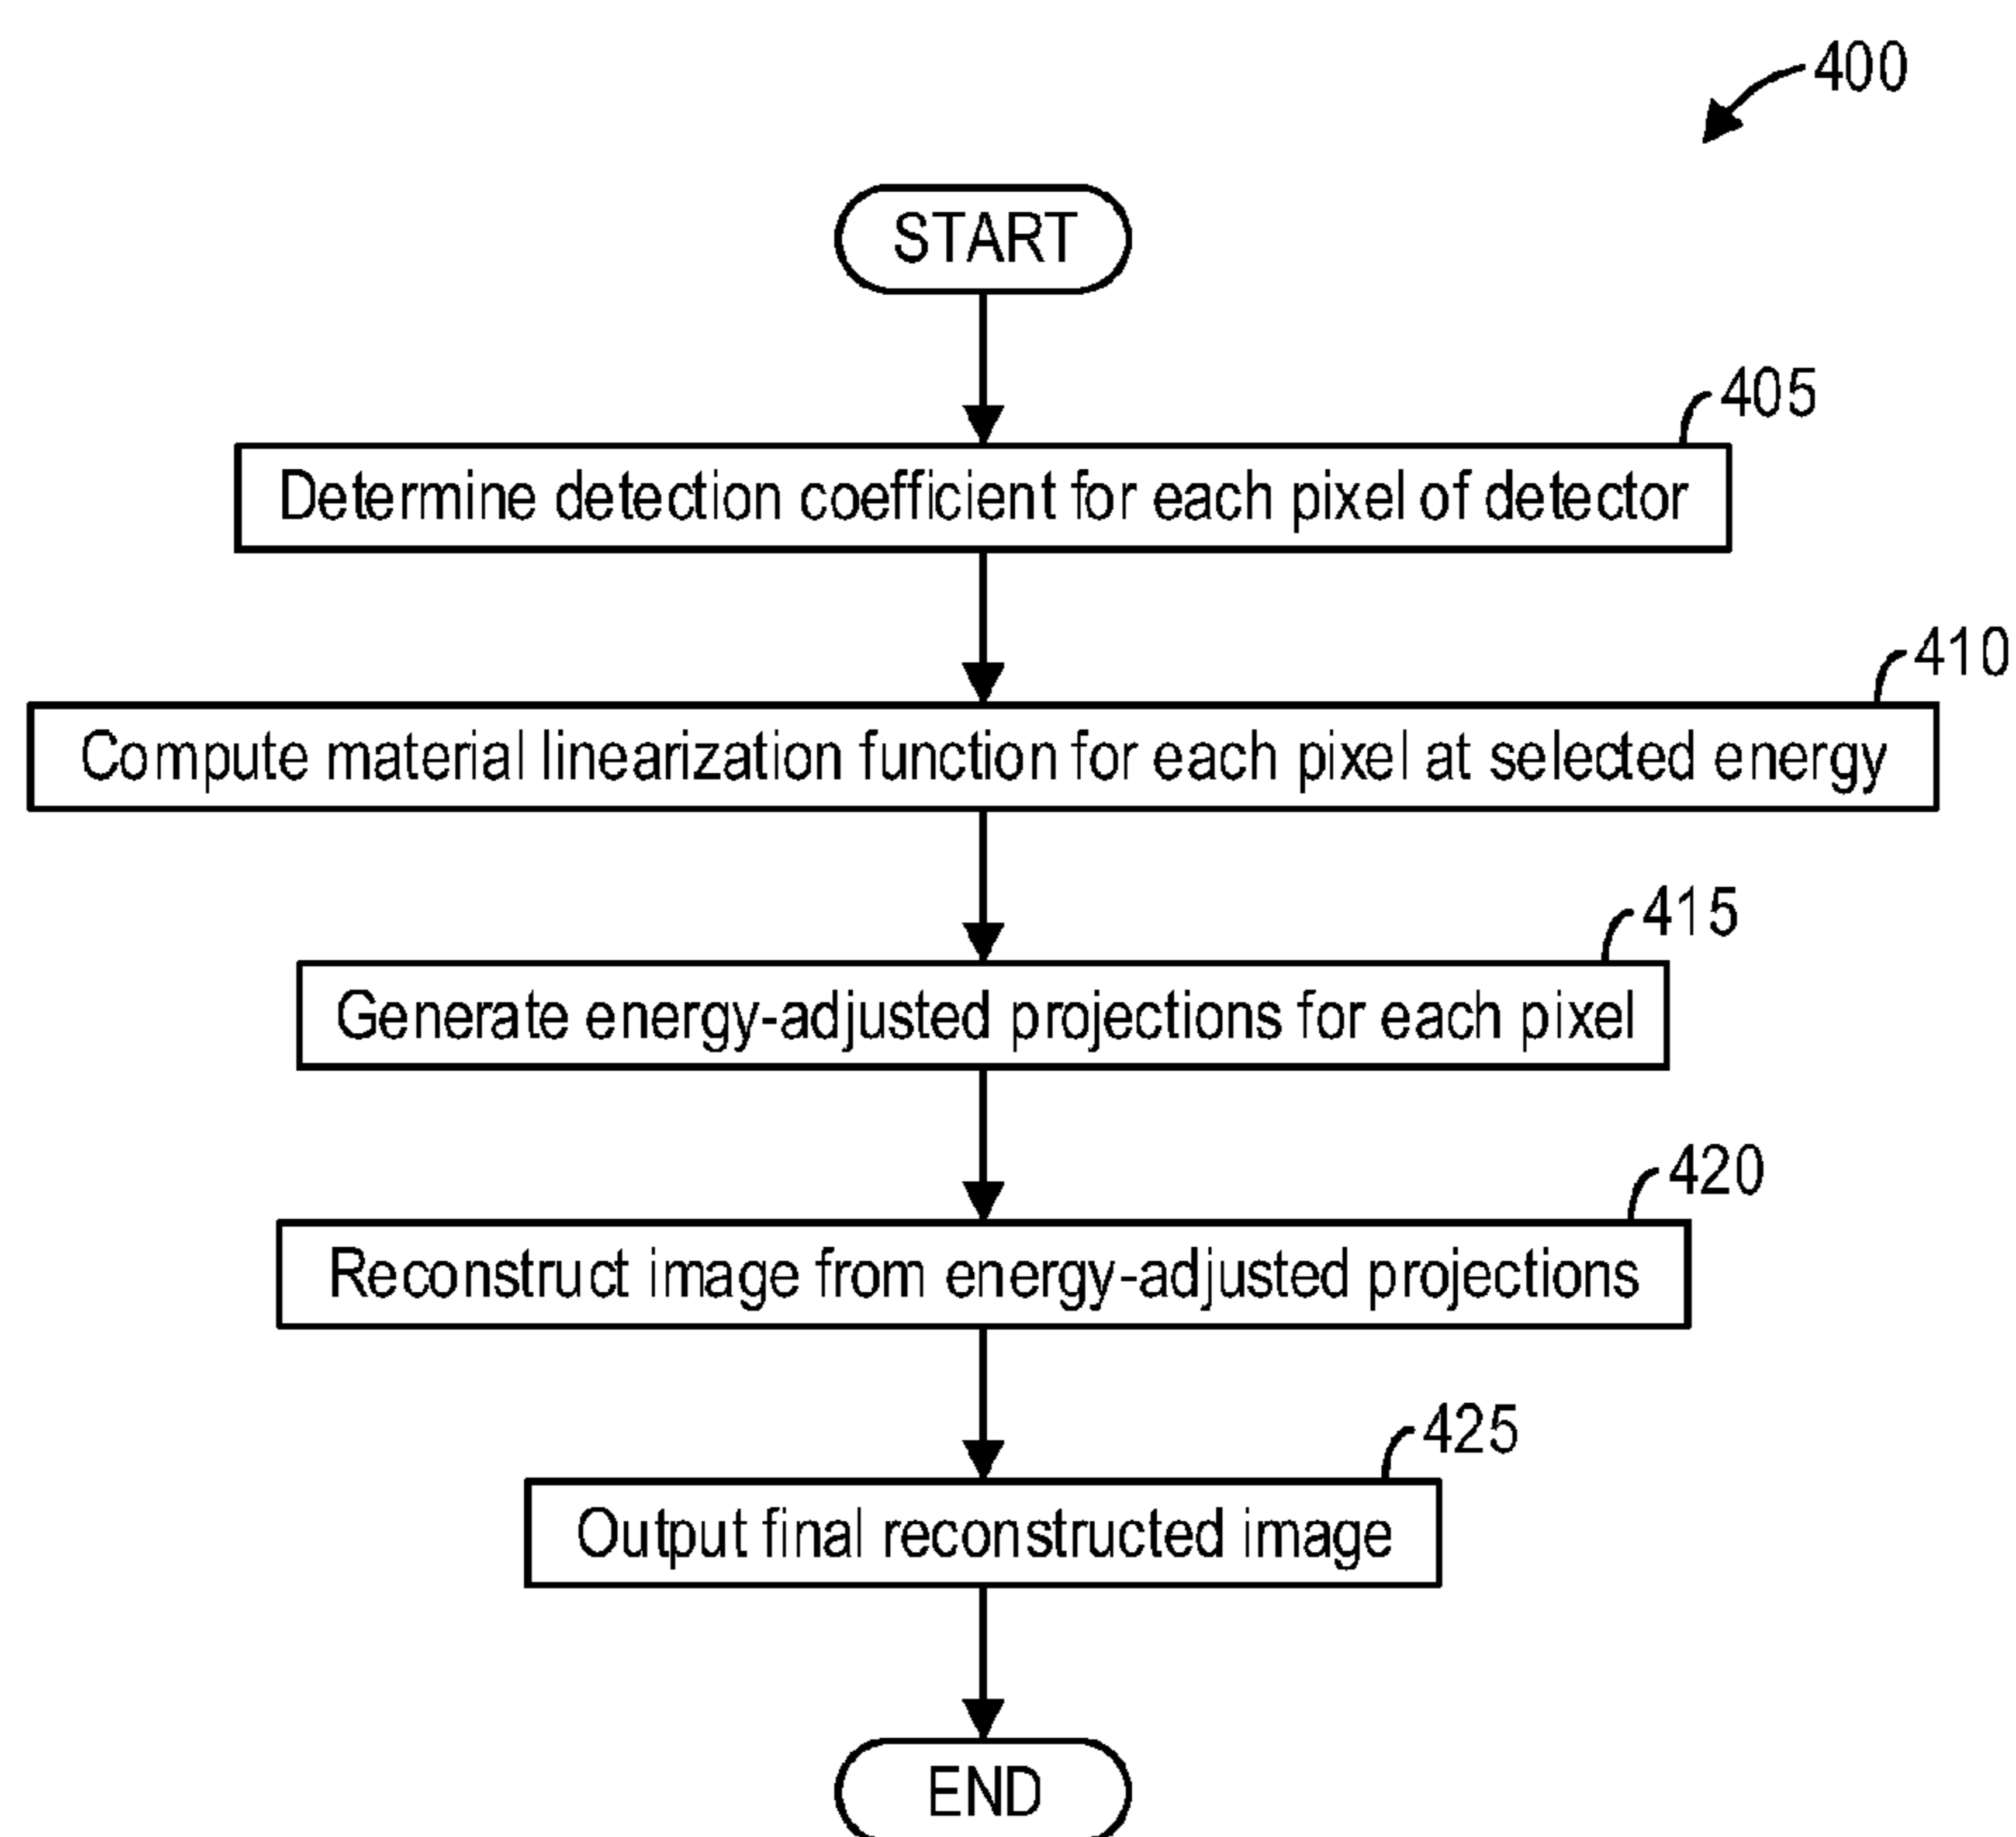 400
START
405
Determine detection coefficient for each pixel of detector
410
Compute material linearization function for each pixel at selected energy
415
Generate energy-adjusted projections for each pixel
420
Reconstruct image from energy-adjusted projections
425
Output final reconstructed image
END